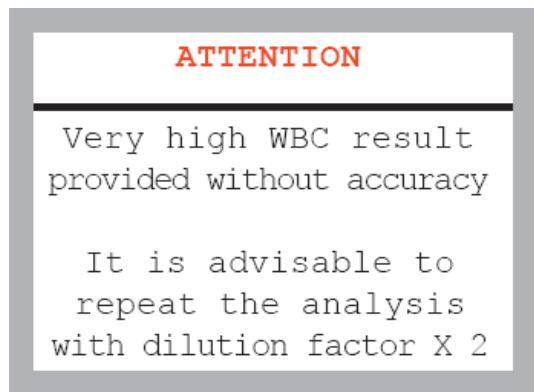 ATTENTION
Very high WBC result
provided without accuracy
It is advisable to
repeat the analysis
with dilution factor X 2